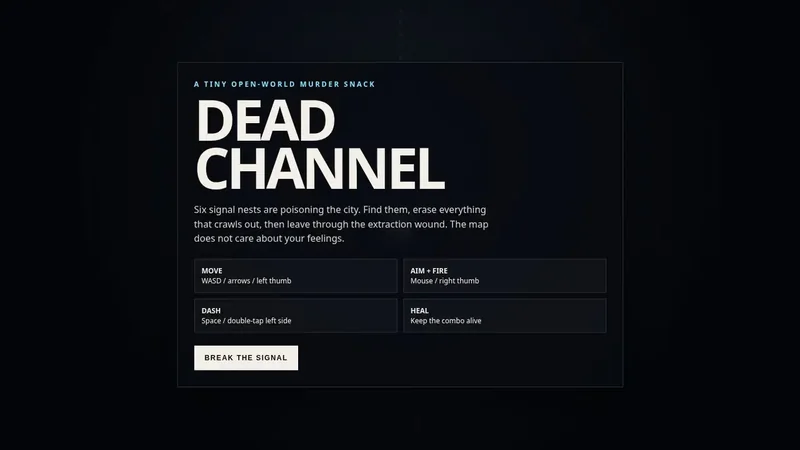 A TINY OPEN-WORLD MURDER SNACK
DEAD
CHANNEL
Six signal nests are poisoning the city. Find them, erase everything
that crawls out, then leave through the extraction wound. The map
does not care about your feelings.
MOVE
WASD / arrows / left thumb
AIM + FIRE
Mouse / right thumb
DASH
Space / double-tap left side
HEAL
Keep the combo alive
BREAK THE SIGNAL